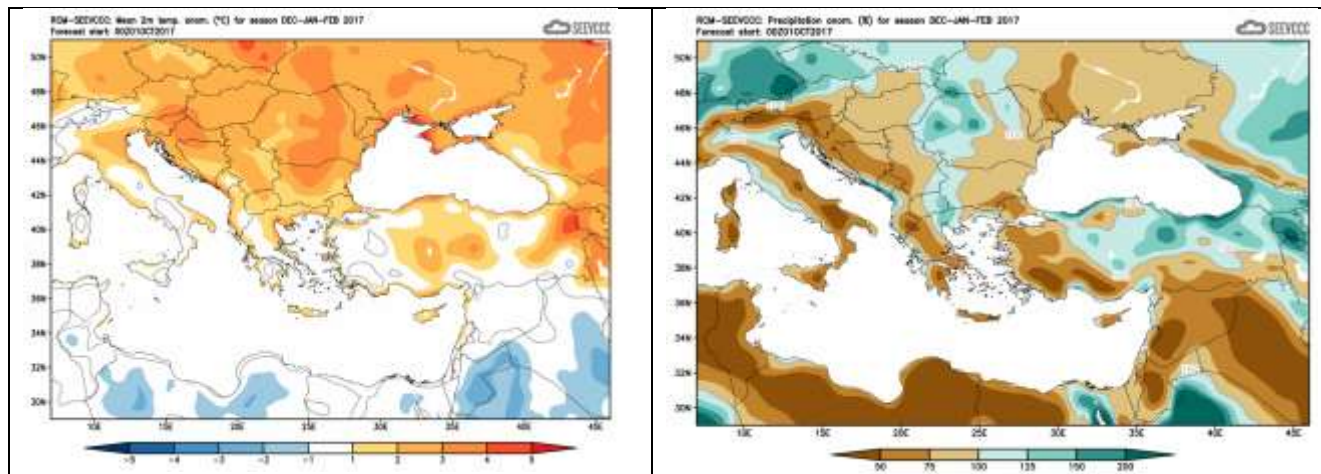 RCM-SEEVCCC: Mean 2m temp. anom. (°C) for season DEC-JAN-FEB 2017
Forecast start: 00Z01OCT2017
SEEVCCC
50N
48N
46N
44N
42N
40N
38N
36N
34N
32N
30N
10E 15E 20E 25E 30E 35E 40E 45E
-5 -4 -3 -2 -1 1 2 3 4 5
RCM-SEEVCCC: Precipitation anom. (%) for season DEC-JAN-FEB 2017
Forecast start: 00Z01OCT2017
SEEVCCC
50N
48N
46N
44N
42N
40N
38N
36N
34N
32N
30N
10E 15E 20E 25E 30E 35E 40E 45E
50 75 100 125 150 200